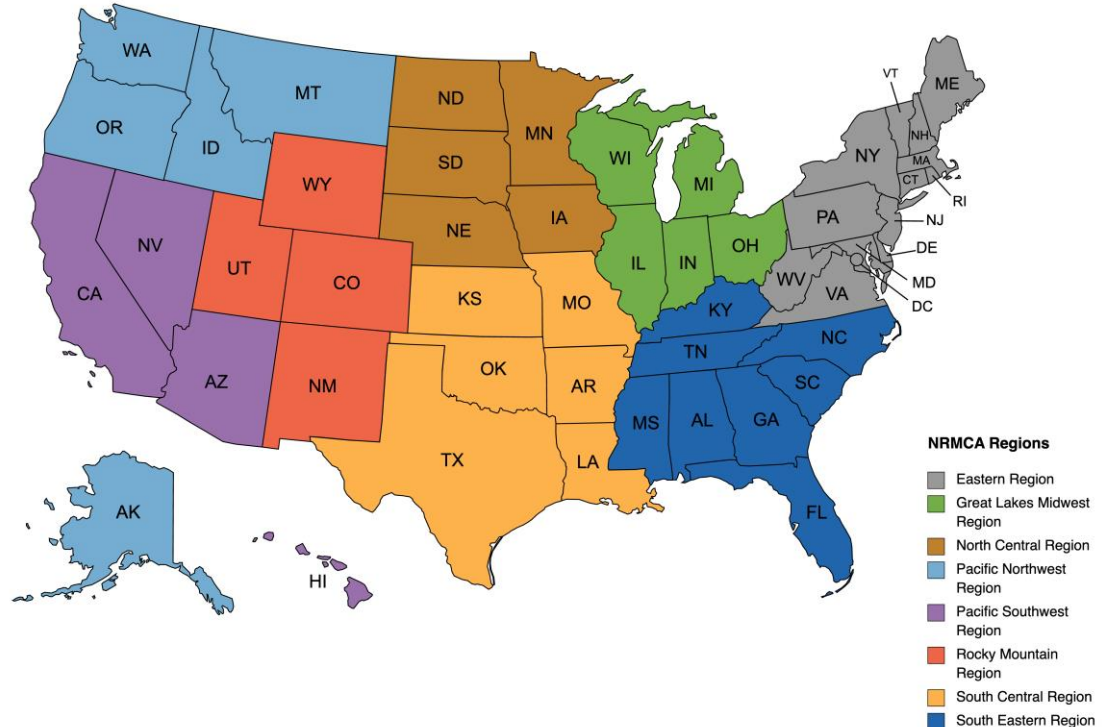 WA
VT
ME
MT
ND
MN
OR
NH
ID
WI
NY
MA
SD
CT
MI
WY
RI
IA
PA
NJ
NE
NV
OH
DE
UT
IL
IN
WV
MD
CO
VA
CA
KS
MO
DC
KY
NC
TN
OK
AZ
NM
AR
SC
MS
AL
GA
TX
LA
NRMCA Regions
Eastern Region
Great Lakes Midwest
Region
North Central Region
Pacific Northwest
Region
Pacific Southwest
Region
Rocky Mountain
Region
South Central Region
South Eastern Region
AK
FL
HI